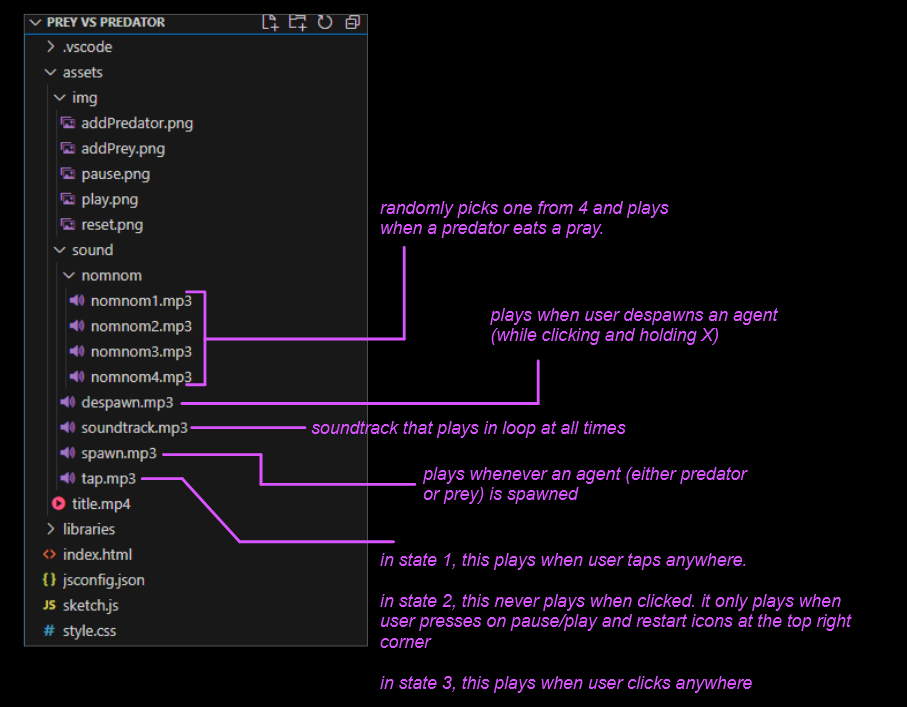 PREY VS PREDATOR
.vscode
assets
img
addPredator.png
addPrey.png
pause.png
play.png
reset.png
sound
nomnom
nomnom1.mp3
nomnom2.mp3
nomnom3.mp3
nomnom4.mp3
despawn.mp3
soundtrack.mp3
spawn.mp3
tap.mp3
title.mp4
libraries
index.html
{} jsconfig.json
JS sketch.js
# style.css
randomly picks one from 4 and plays
when a predator eats a pray.
plays when user despawns an agent
(while clicking and holding X)
soundtrack that plays in loop at all times
plays whenever an agent (either predator
or prey) is spawned
in state 1, this plays when user taps anywhere.
in state 2, this never plays when clicked. it only plays when
user presses on pause/play and restart icons at the top right
corner
in state 3, this plays when user clicks anywhere